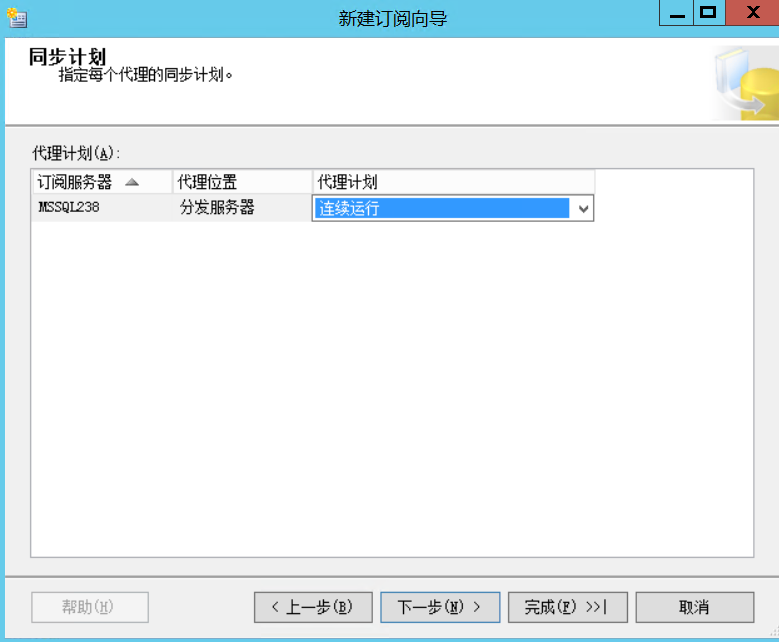 新建订阅向导
同步计划
指定每个代理的同步计划。
代理计划(A):
订阅服务器 代理位置 代理计划
MSSQL238 分发服务器 连续运行
帮助(H) < 上一步(B) 下一步(N) > 完成(F) >>| 取消